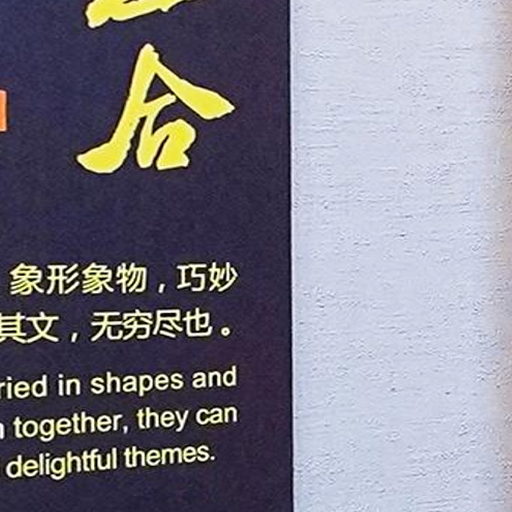 合
象形象物，巧妙
其文，无穷尽也。
in shapes and
together, they can
delightful themes.